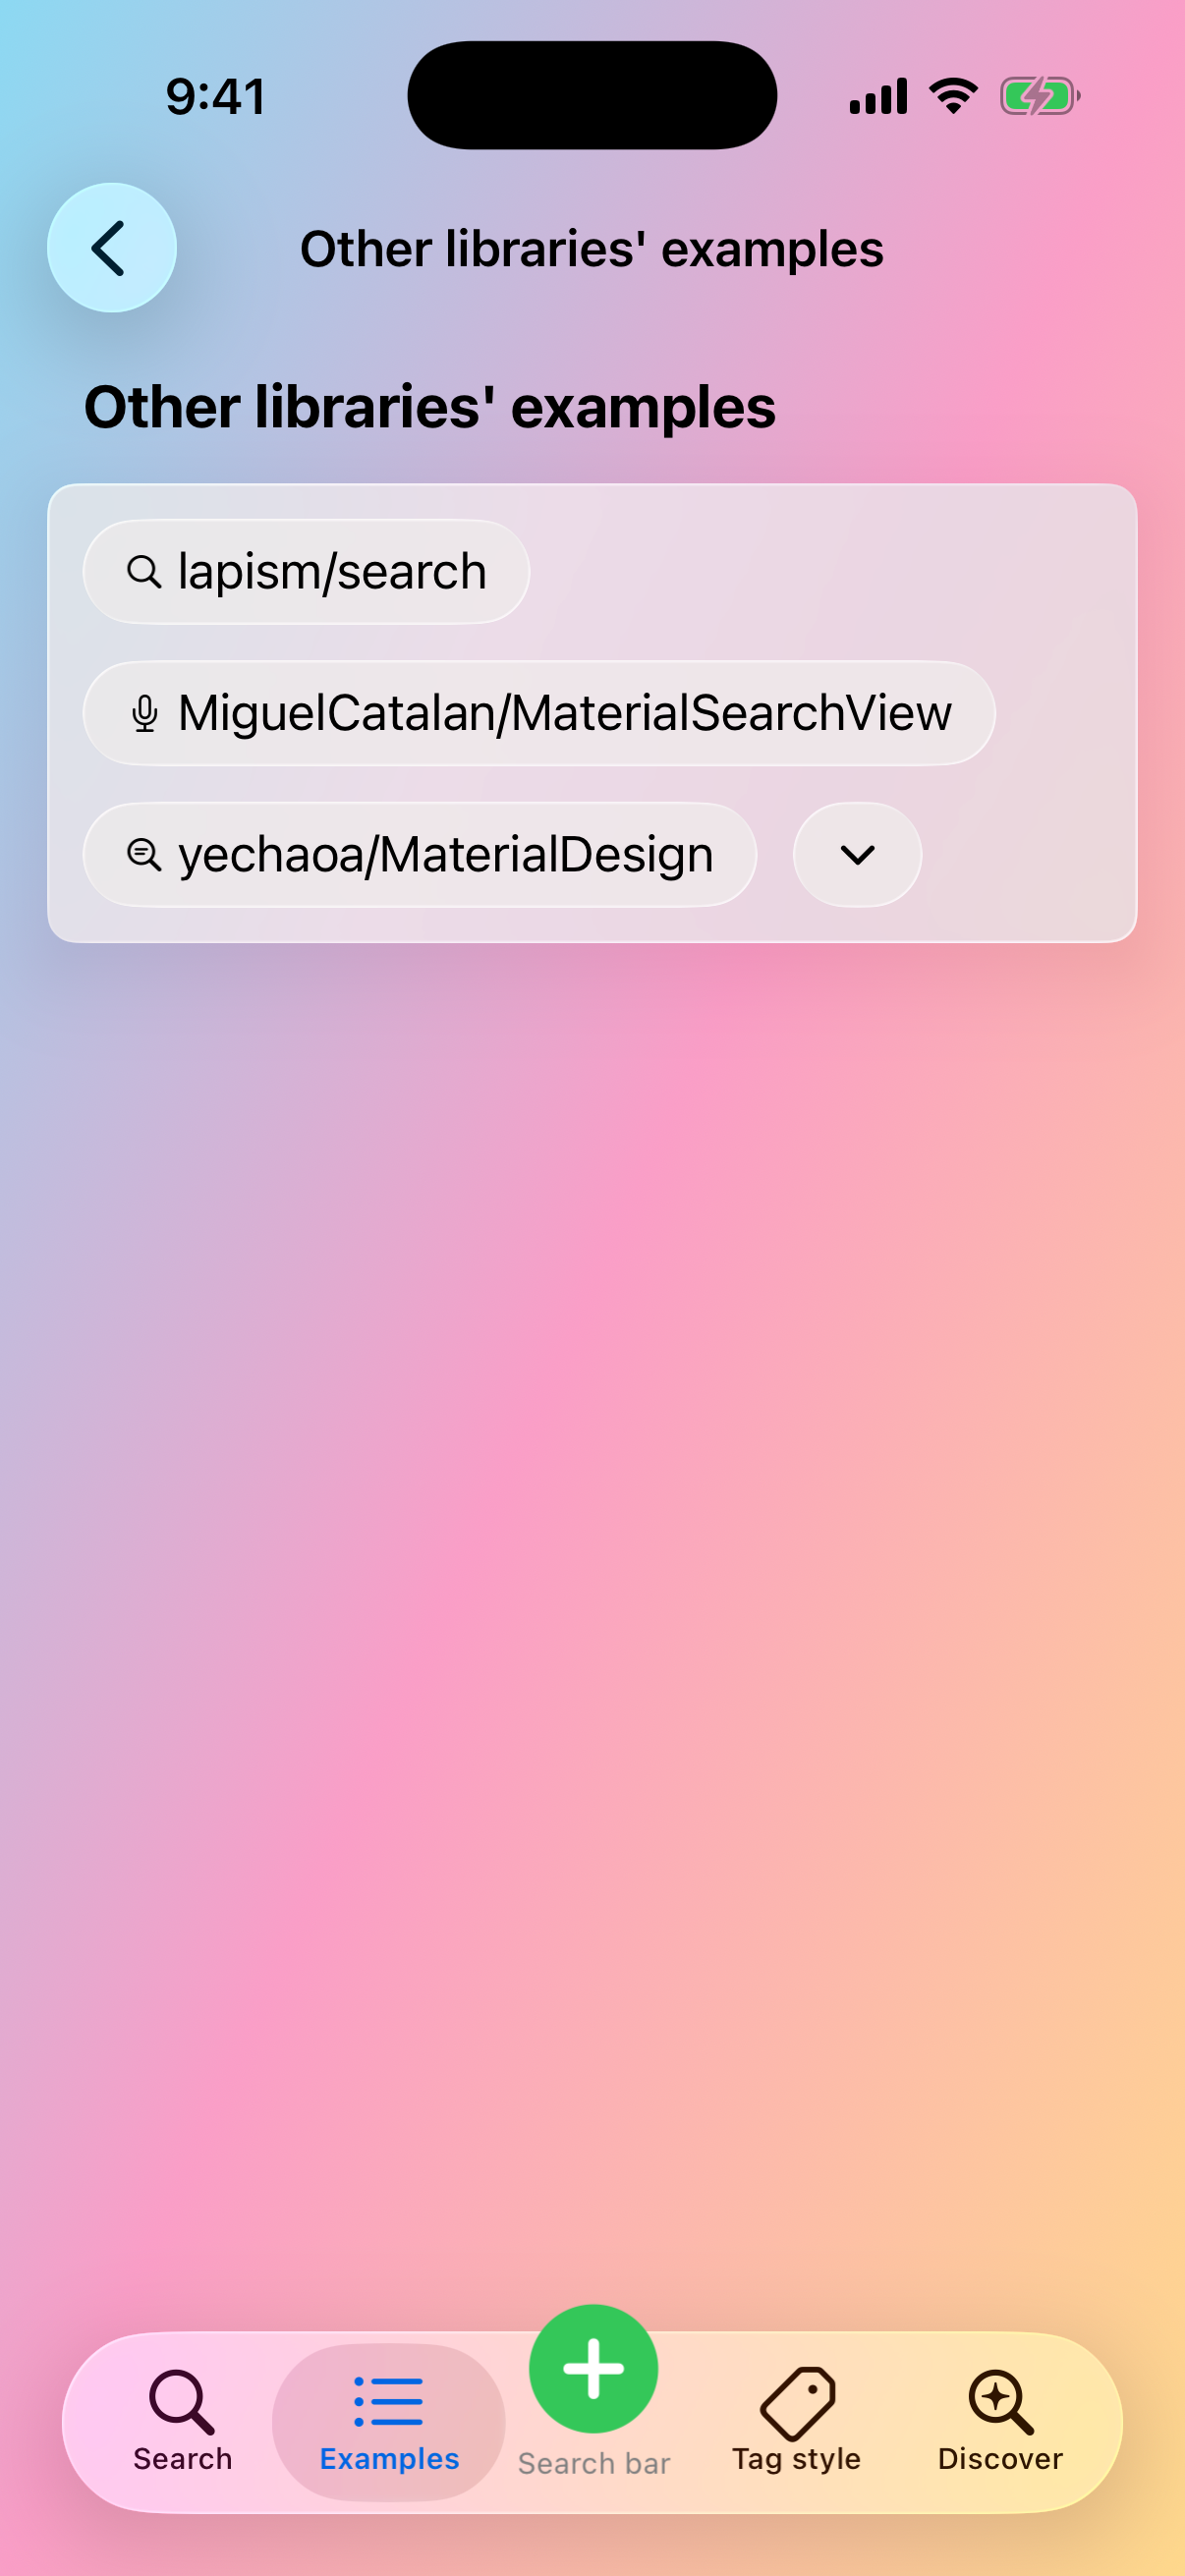 9:41
Other libraries' examples
Other libraries' examples
lapism/search
MiguelCatalan/MaterialSearchView
yechaoa/MaterialDesign
Search
Examples
Search bar
Tag style
Discover